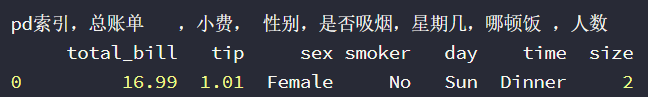 pd索引，总账单 ，小费， 性别，是否吸烟，星期几，哪顿饭 ，人数
total_bill tip sex smoker day time size
0 16.99 1.01 Female No Sun Dinner 2